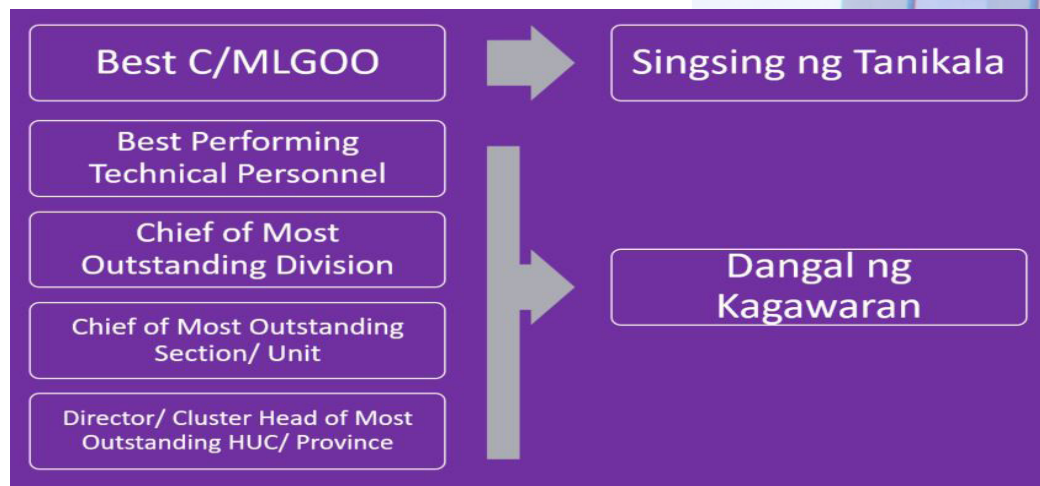 Best C/MLGOO
Singsing ng Tanikala
Best Performing
Technical Personnel
Chief of Most
Outstanding Division
Chief of Most Outstanding
Section/ Unit
Director/ Cluster Head of Most
Outstanding HUC/ Province
Dangal ng
Kagawaran